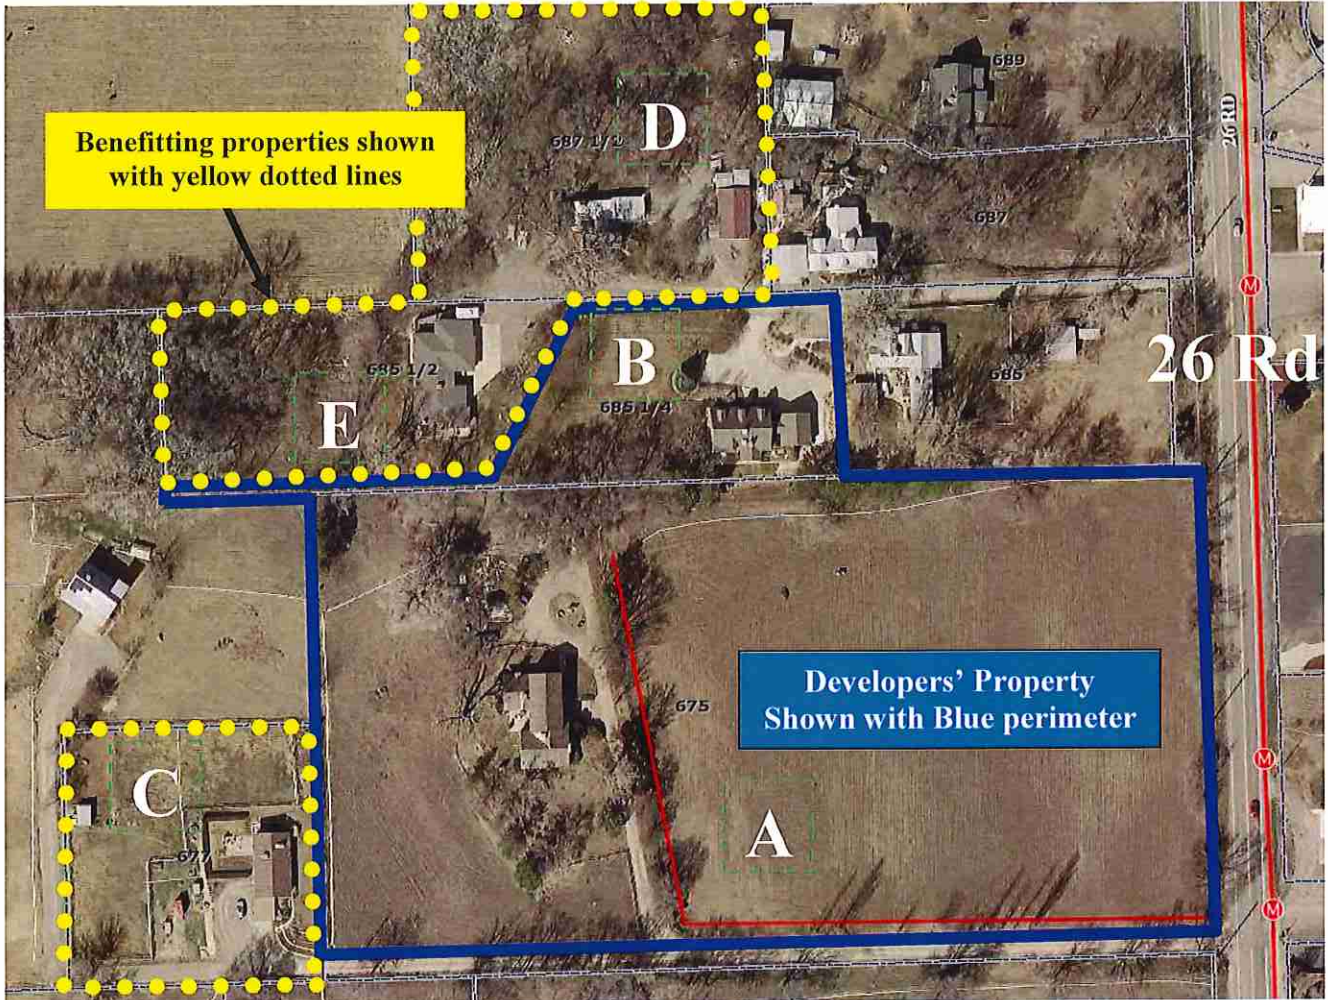 689
26 RD
D
687 1/2
Benefitting properties shown
with yellow dotted lines
687
M
26 Rd
B
685 1/2
685
685 1/4
E
Developers' Property
Shown with Blue perimeter
675
M
C
A
677
M